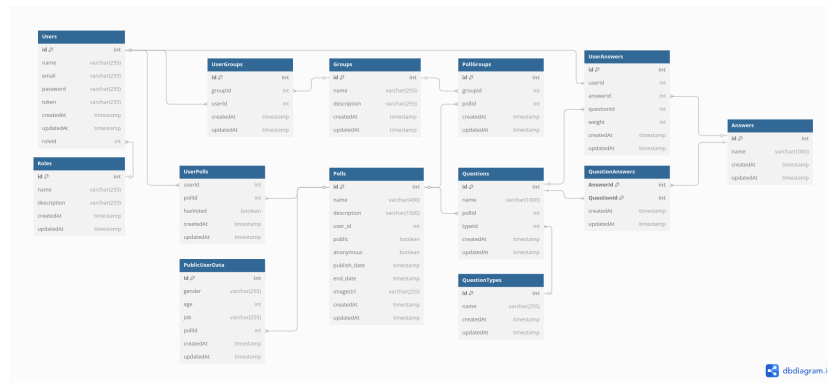 Users
id int
name varchar(255)
email varchar(255)
password varchar(255)
token varchar(255)
createdAt timestamp
updatedAt timestamp
roleId int
Roles
id int
name varchar(255)
description varchar(255)
createdAt timestamp
updatedAt timestamp
UserGroups
id int
groupId int
userId int
createdAt timestamp
updatedAt timestamp
UserPolls
userId int
pollId int
hasVoted boolean
createdAt timestamp
updatedAt timestamp
PublicUserData
id int
gender varchar(255)
age int
job varchar(255)
pollId int
createdAt timestamp
updatedAt timestamp
Groups
id int
name varchar(255)
description varchar(255)
createdAt timestamp
updatedAt timestamp
Polls
id int
name varchar(400)
description varchar(1500)
user_id int
public boolean
anonymous boolean
publish_date timestamp
end_date timestamp
imageUrl varchar(255)
createdAt timestamp
updatedAt timestamp
PollGroups
id int
groupId int
pollId int
createdAt timestamp
updatedAt timestamp
Questions
id int
name varchar(1000)
pollId int
typeId int
createdAt timestamp
updatedAt timestamp
QuestionTypes
id int
name varchar(255)
createdAt timestamp
updatedAt timestamp
UserAnswers
id int
userId int
answerId int
questionId int
weight int
createdAt timestamp
updatedAt timestamp
QuestionAnswers
AnswerId int
QuestionId int
createdAt timestamp
updatedAt timestamp
Answers
id int
name varchar(1000)
createdAt timestamp
updatedAt timestamp
dbdiagram.i